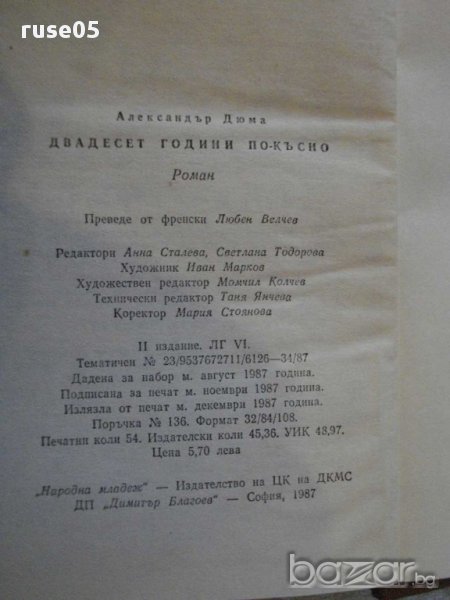 ruse05
Александър Дюма
ДВАДЕСЕТ ГОДИНИ ПО-КЪСНО
Роман
Преведе от френски Любен Велчев
Редактори Анна Сталева, Светлана Тодорова
Художник Иван Марков
Художествен редактор Момчил Колчев
Технически редактор Таня Янчева
Коректор Мария Стоянова
II издание. ЛГ VI.
Тематичен № 23/9537672711/6126—34/87
Дадена за набор м. август 1987 година.
Подписана за печат м. ноември 1987 година.
Излязла от печат м. декември 1987 година.
Поръчка № 136. Формат 32/84/108.
Печатни коли 54. Издателски коли 45,36. УИК 48,97.
Цена 5,70 лева
„Народна младеж“ — Издателство на ЦК на ДКМС
ДП „Димитър Благоев“ — София, 1987
bazar.bg